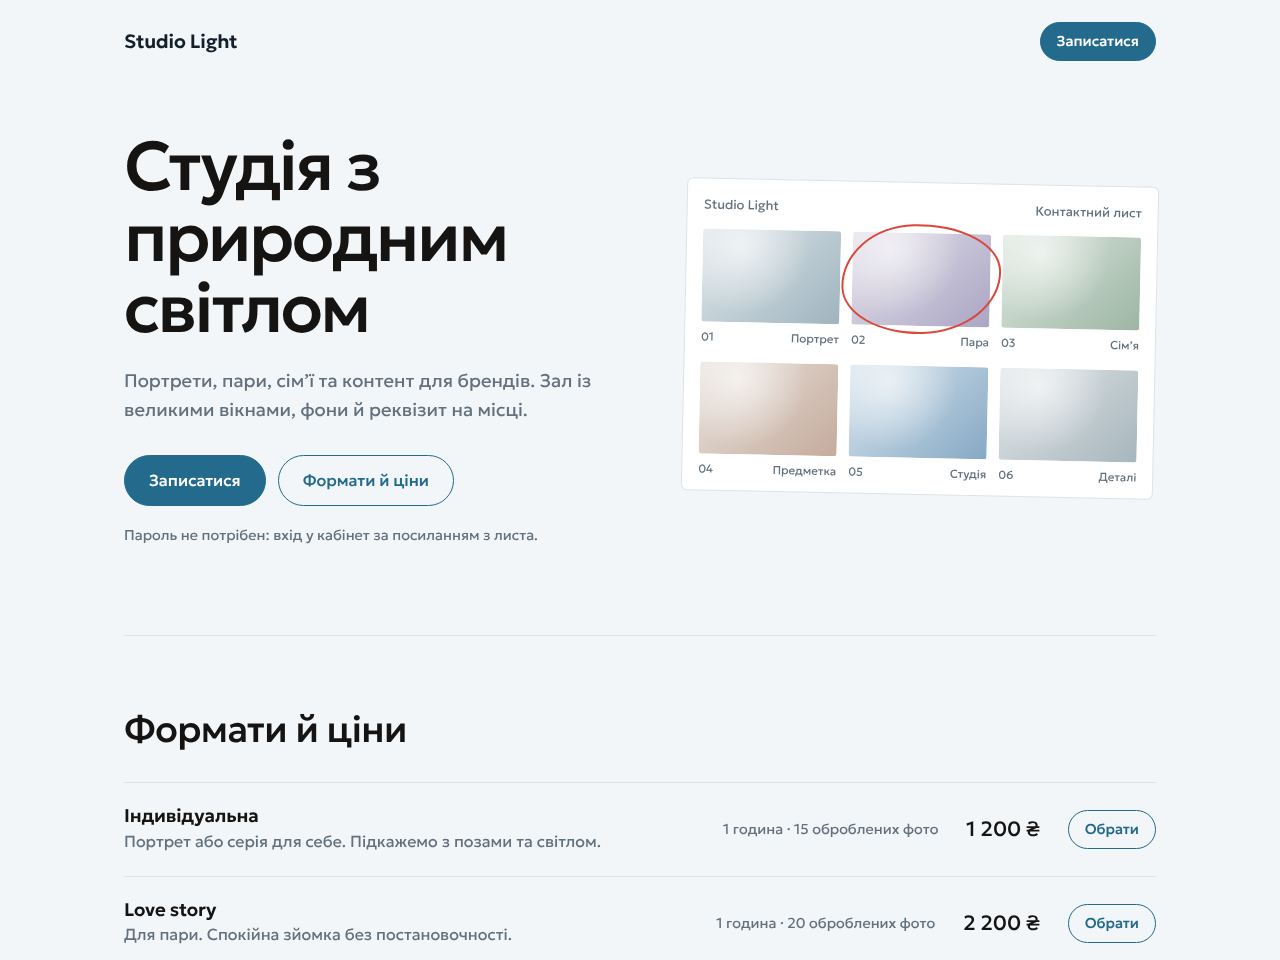 Studio Light
Записатися
Студія з
природним
світлом
Портрети, пари, сім’ї та контент для брендів. Зал із
великими вікнами, фони й реквізит на місці.
Записатися
Формати й ціни
Пароль не потрібен: вхід у кабінет за посиланням з листа.
Studio Light
Контактний лист
01 Портрет
02 Пара
03 Сім’я
04 Предметка
05 Студія
06 Деталі
Формати й ціни
Індивідуальна
Портрет або серія для себе. Підкажемо з позами та світлом.
1 година · 15 оброблених фото
1 200 ₴
Обрати
Love story
Для пари. Спокійна зйомка без постановочності.
1 година · 20 оброблених фото
2 200 ₴
Обрати